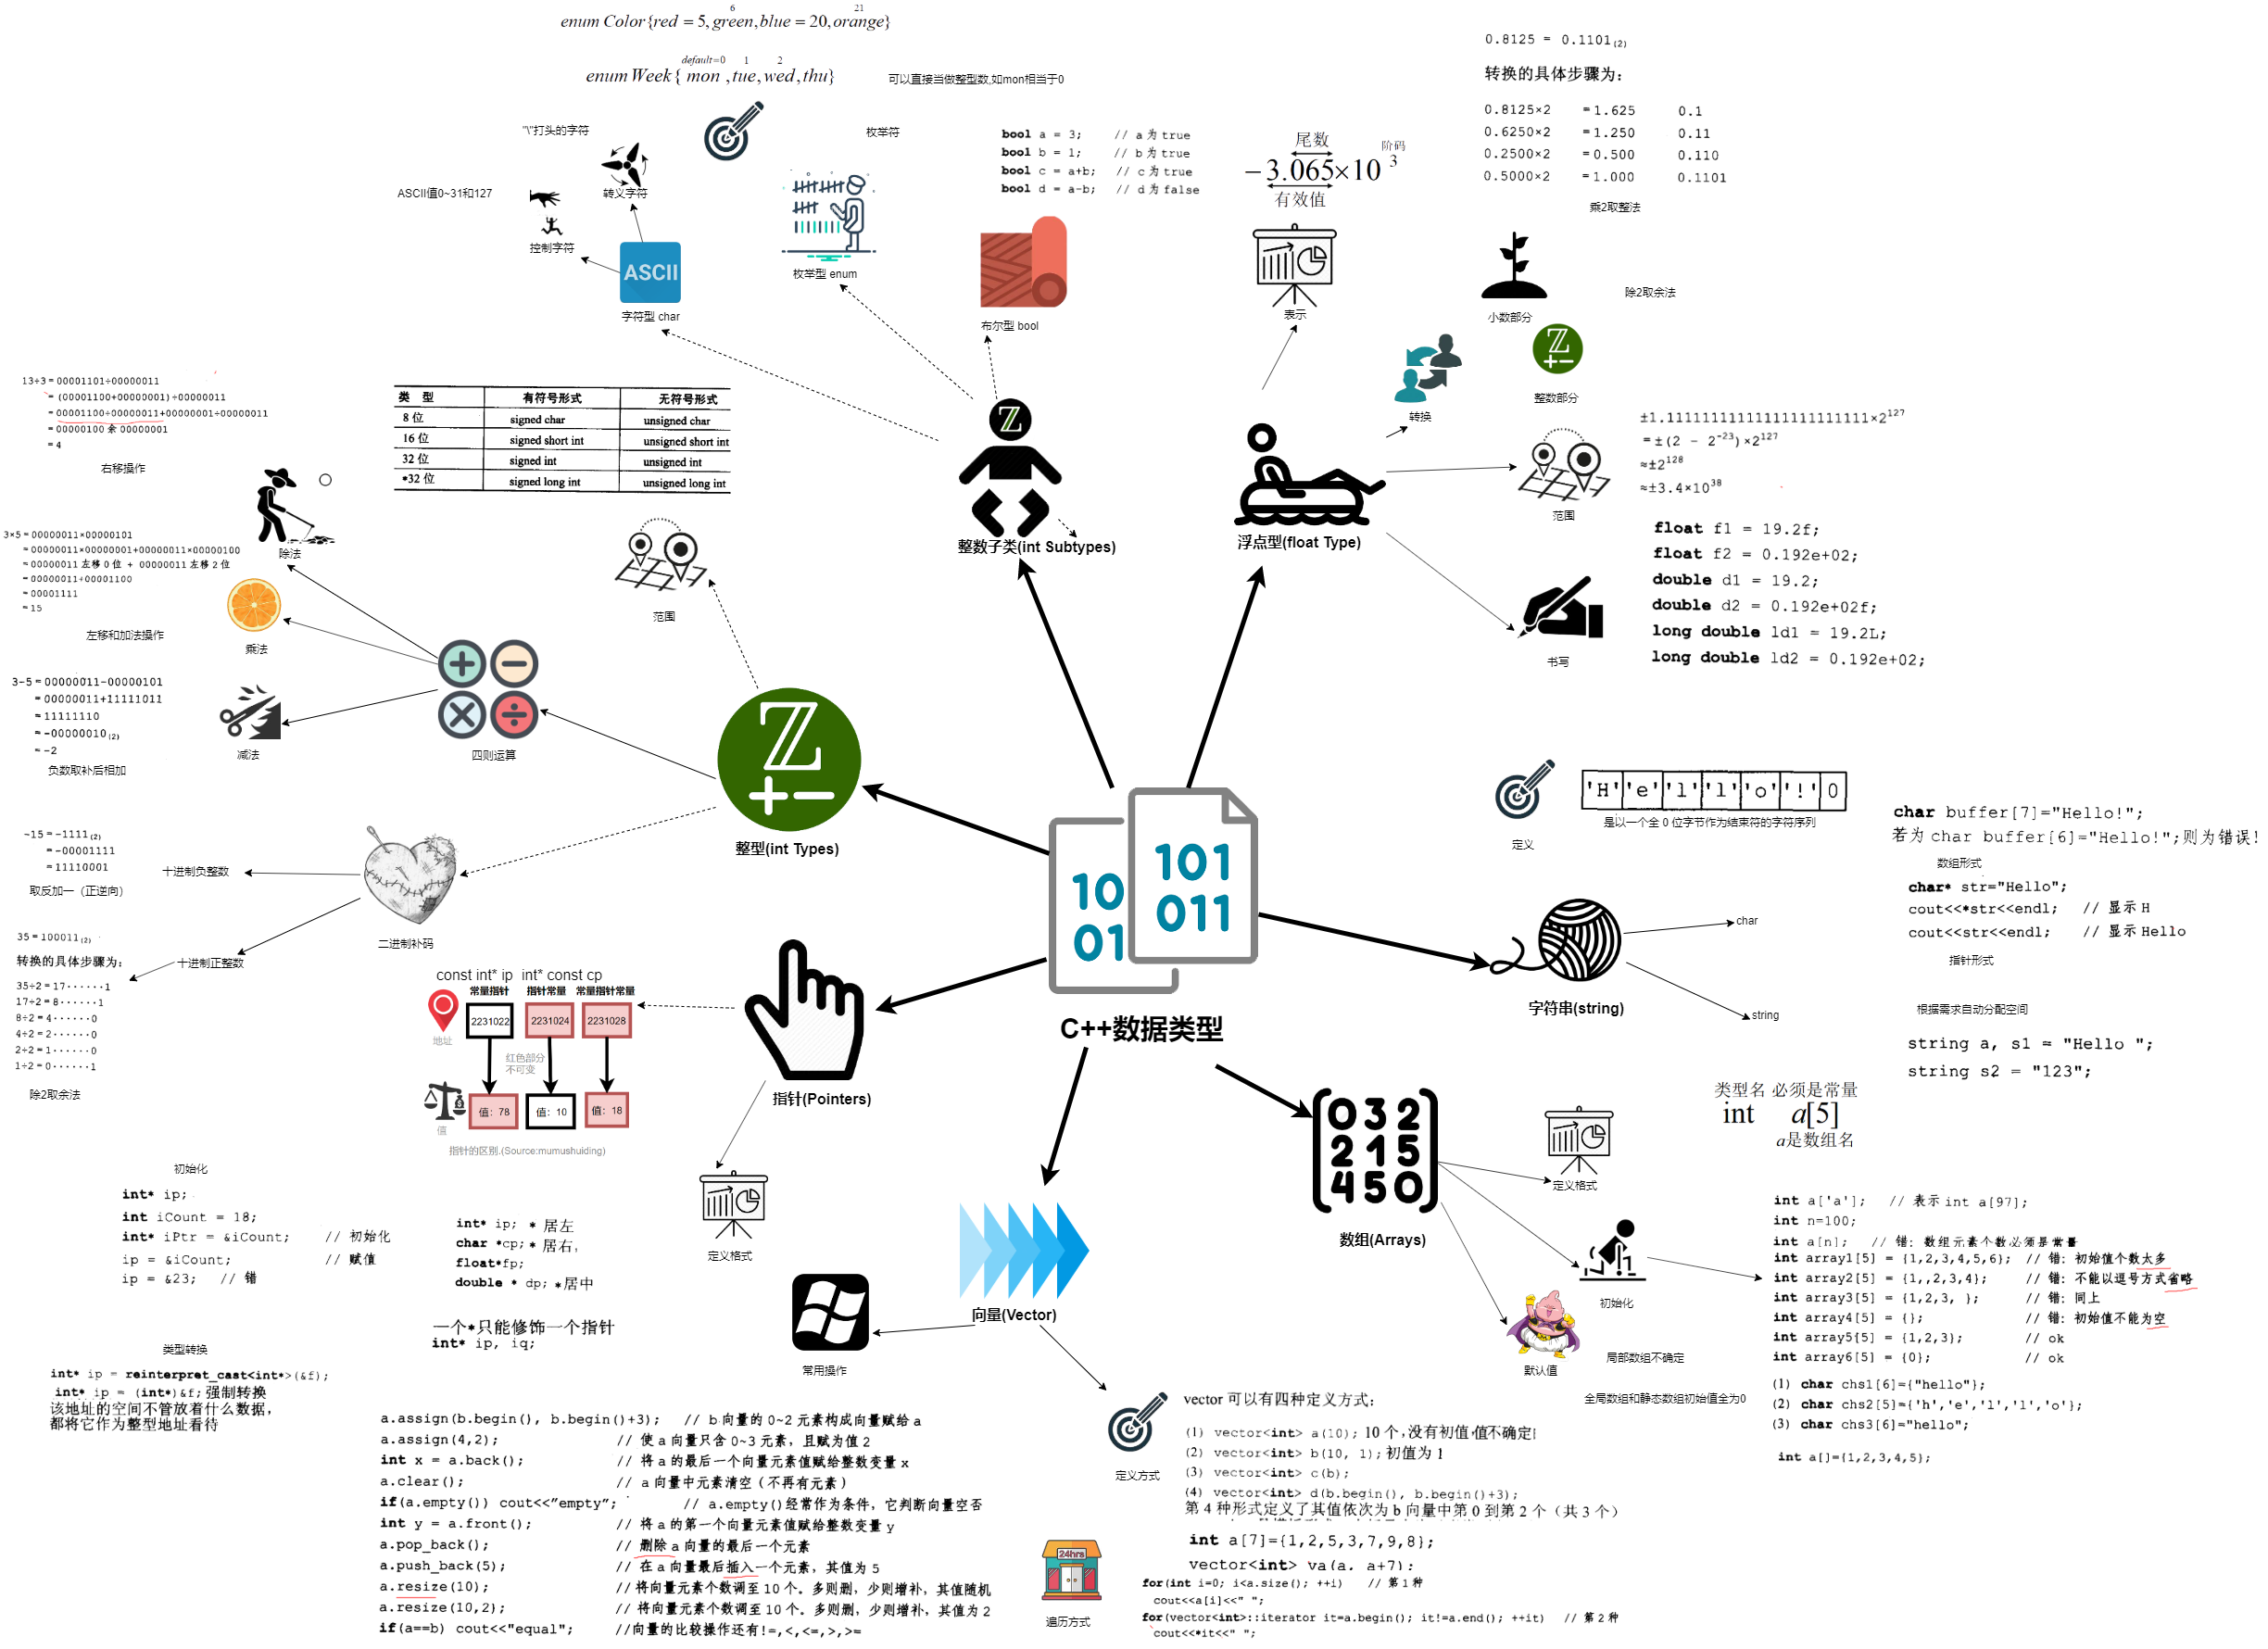 enum Color{red = 5, green, blue = 20, orange}
6
21
enum Week{ mon ,tue, wed, thu}
default=0 1 2
可以直接当做整型数,如mon相当于0
"\"打头的字符
枚举符
ASCII值0~31和127
转义字符
控制字符
ASCII
字符型 char
枚举型 enum
bool a = 3; // a 为 true
bool b = 1; // b 为 true
bool c = a+b; // c 为 true
bool d = a-b; // d 为 false
布尔型 bool
尾数
阶码
−3.065×10 3
有效值
表示
0.8125 = 0.1101(2)
转换的具体步骤为:
0.8125×2 =1.625 0.1
0.6250×2 =1.250 0.11
0.2500×2 =0.500 0.110
0.5000×2 =1.000 0.1101
乘2取整法
除2取余法
小数部分
整数部分
转换
±1.11111111111111111111111×2127
=±(2 - 2-23)×2127
≈±2128
≈±3.4×1038
范围
float f1 = 19.2f;
float f2 = 0.192e+02;
double d1 = 19.2;
double d2 = 0.192e+02f;
long double ld1 = 19.2L;
long double ld2 = 0.192e+02;
书写
整数子类(int Subtypes)
浮点型(float Type)
13÷3=00001101÷00000011
=(00001100+00000001)÷00000011
=00001100÷00000011+00000001÷00000011
=00000100 余 00000001
=4
右移操作
除法
类 型 有符号形式 无符号形式
8 位 signed char unsigned char
16 位 signed short int unsigned short int
32 位 signed int unsigned int
*32 位 signed long int unsigned long int
范围
3×5=00000011×00000101
=00000011×00000001+00000011×00000100
=00000011 左移 0 位 + 00000011 左移 2 位
=00000011+00001100
=00001111
=15
左移和加法操作
乘法
3-5=00000011-00000101
=00000011+11111011
=11111110
=-00000010(2)
=-2
负数取补后相加
减法
四则运算
整型(int Types)
-15=-1111(2)
=-00001111
=11110001
取反加一（正逆向）
十进制负整数
二进制补码
35=100011(2)
转换的具体步骤为:
十进制正整数
35÷2=17······1
17÷2=8······1
8÷2=4······0
4÷2=2······0
2÷2=1······0
1÷2=0······1
除2取余法
const int* ip int* const cp
常量指针 指针常量 常量指针常量
2231022 2231024 2231028
地址
红色部分
不可变
值：78 值：10 值：18
值
指针的区别.(Source:mumushuiding)
指针(Pointers)
10
01
101
011
C++数据类型
定义
'H' 'e' 'l' 'l' 'o' '!' 0
是以一个全 0 位字节作为结束符的字符序列
char buffer[7]="Hello!";
若为 char buffer[6]="Hello!";则为错误!
数组形式
char* str="Hello";
cout<<*str<<endl; // 显示 H
cout<<str<<endl; // 显示 Hello
指针形式
char
字符串(string)
string
根据需求自动分配空间
string a, s1 = "Hello ";
string s2 = "123";
类型名 必须是常量
int a[5]
a是数组名
定义格式
0 3 2
2 1 5
4 5 0
数组(Arrays)
初始化
默认值
局部数组不确定
全局数组和静态数组初始值全为0
int a['a']; // 表示 int a[97];
int n=100;
int a[n]; // 错: 数组元素个数必须是常量
int array1[5] = {1,2,3,4,5,6}; // 错: 初始值个数太多
int array2[5] = {1,,2,3,4}; // 错: 不能以逗号方式省略
int array3[5] = {1,2,3, }; // 错: 同上
int array4[5] = {}; // 错: 初始值不能为空
int array5[5] = {1,2,3}; // ok
int array6[5] = {0}; // ok
(1) char chs1[6]={"hello"};
(2) char chs2[5]={'h','e','l','l','o'};
(3) char chs3[6]="hello";
int a[]={1,2,3,4,5};
初始化
int* ip;
int iCount = 18;
int* iPtr = &iCount; // 初始化
ip = &iCount; // 赋值
ip = &23; // 错
int* ip; * 居左
char *cp; * 居右,
float*fp;
double * dp; *居中
一个*只能修饰一个指针
int* ip, iq;
定义格式
类型转换
int* ip = reinterpret_cast<int*>(&f);
int* ip = (int*)&f; 强制转换
该地址的空间不管放着什么数据，
都将它作为整型地址看待
向量(Vector)
常用操作
a.assign(b.begin(), b.begin()+3); // b 向量的 0~2 元素构成向量赋给 a
a.assign(4,2); // 使 a 向量只含 0~3 元素，且赋为值 2
int x = a.back(); // 将 a 的最后一个向量元素值赋给整数变量 x
a.clear(); // a 向量中元素清空（不再有元素）
if(a.empty()) cout<<"empty"; // a.empty()经常作为条件，它判断向量空否
int y = a.front(); // 将 a 的第一个向量元素值赋给整数变量 y
a.pop_back(); // 删除 a 向量的最后一个元素
a.push_back(5); // 在 a 向量最后插入一个元素，其值为 5
a.resize(10); // 将向量元素个数调至 10 个。多则删，少则增补，其值随机
a.resize(10,2); // 将向量元素个数调至 10 个。多则删，少则增补，其值为 2
if(a==b) cout<<"equal"; //向量的比较操作还有!=,<,<=,>,>=
定义方式
vector 可以有四种定义方式:
(1) vector<int> a(10); 10 个,没有初值,值不确定
(2) vector<int> b(10, 1); 初值为 1
(3) vector<int> c(b);
(4) vector<int> d(b.begin(), b.begin()+3);
第 4 种形式定义了其值依次为 b 向量中第 0 到第 2 个（共 3 个）
int a[7]={1,2,5,3,7,9,8};
vector<int> va(a, a+7);
24hrs
遍历方式
for(int i=0; i<a.size(); ++i) // 第 1 种
cout<<a[i]<<" ";
for(vector<int>::iterator it=a.begin(); it!=a.end(); ++it) // 第 2 种
cout<<*it<<" ";